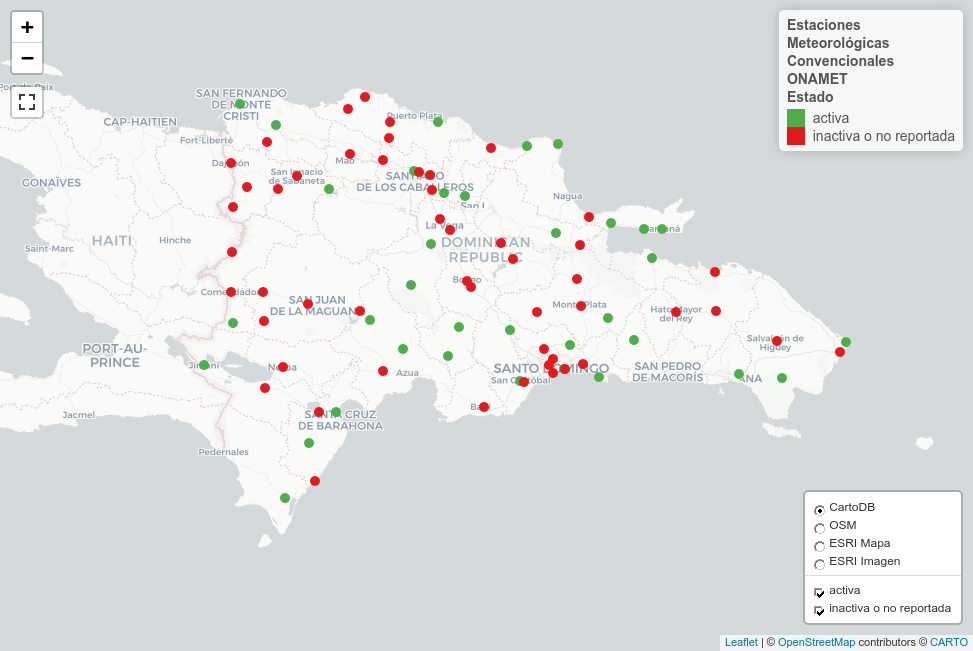 +
−
Estaciones
Meteorológicas
Convencionales
ONAMET
Estado
activa
inactiva o no reportada
Port-de-Paix
SAN FERNANDO
DE MONTE
CRISTI
CAP-HAITIEN
Puerto Plata
Fort-Liberté
Dajabón
Mao
San Ignacio
de Sabaneta
SANTIAGO
DE LOS CABALLEROS
GONAÏVES
Nagua
San
La Vega
Samaná
HAITI
Hinche
DOMINICAN
REPUBLIC
Saint-Marc
Bonao
Comendador
SAN JUAN
DE LA MAGUANA
Monte Plata
Hato Mayor
del Rey
Salvaleón de
Higüey
PORT-AU-
PRINCE
Jimaní
Neiba
Azua
SANTO DOMINGO
San Cristóbal
SAN PEDRO
DE MACORÍS
ANA
Jacmel
SANTA CRUZ
DE BARAHONA
Baní
Pedernales
CartoDB
OSM
ESRI Mapa
ESRI Imagen
activa
inactiva o no reportada
Leaflet | © OpenStreetMap contributors © CARTO